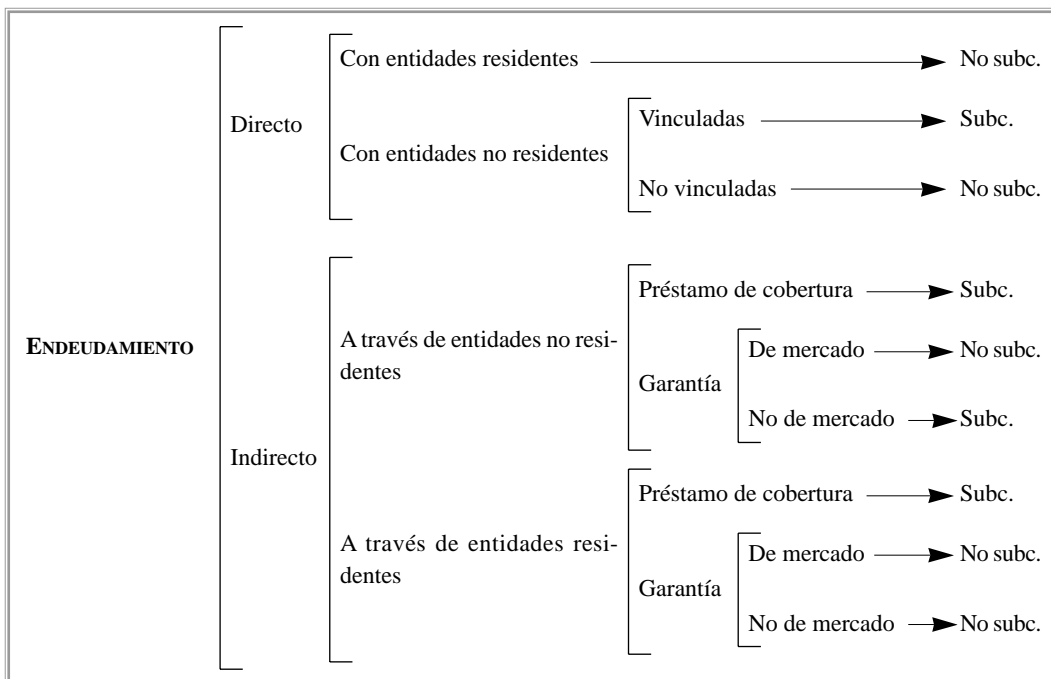 ENDEUDAMIENTO
Directo
Con entidades residentes
No subc.
Con entidades no residentes
Vinculadas
Subc.
No vinculadas
No subc.
Indirecto
A través de entidades no resi-
dentes
Préstamo de cobertura
Subc.
Garantía
De mercado
No subc.
No de mercado
Subc.
A través de entidades resi-
dentes
Préstamo de cobertura
Subc.
Garantía
De mercado
No subc.
No de mercado
No subc.